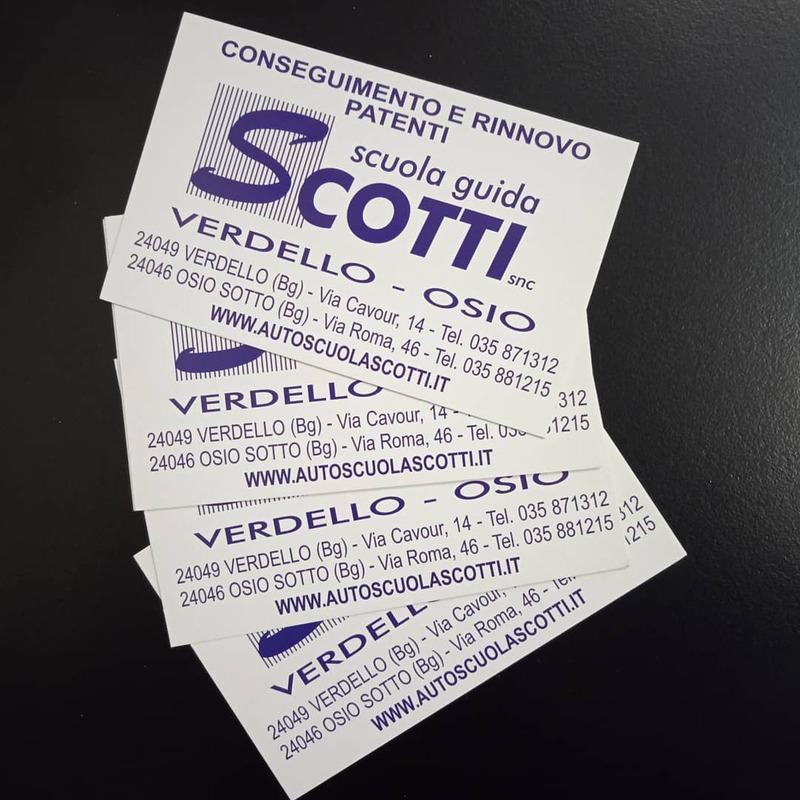 CONSEGUIMENTO E RINNOVO
PATENTI
scuola guida
SCOTTI
snc
VERDELLO - OSIO
24049 VERDELLO (Bg) - Via Cavour, 14 - Tel. 035 871312
24046 OSIO SOTTO (Bg) - Via Roma, 46 - Tel. 035 881215
WWW.AUTOSCUOLASCOTTI.IT
S
VERDELLO
24049 VERDELLO (Bg) - Via Cavour, 14 - 312
24046 OSIO SOTTO (Bg) - Via Roma, 46 - Tel. 1215
WWW.AUTOSCUOLASCOTTI.IT
VERDELLO - OSIO
24049 VERDELLO (Bg) - Via Cavour, 14 - Tel. 035 871312
24046 OSIO SOTTO (Bg) - Via Roma, 46 - Tel. 035 881215
WWW.AUTOSCUOLASCOTTI.IT
24049 VERDELLO (Bg) - Via Cavour, 12
24046 OSIO SOTTO (Bg) - Via Roma, 46 - 1215
WWW.AUTOSCUOLASCOTTI.IT